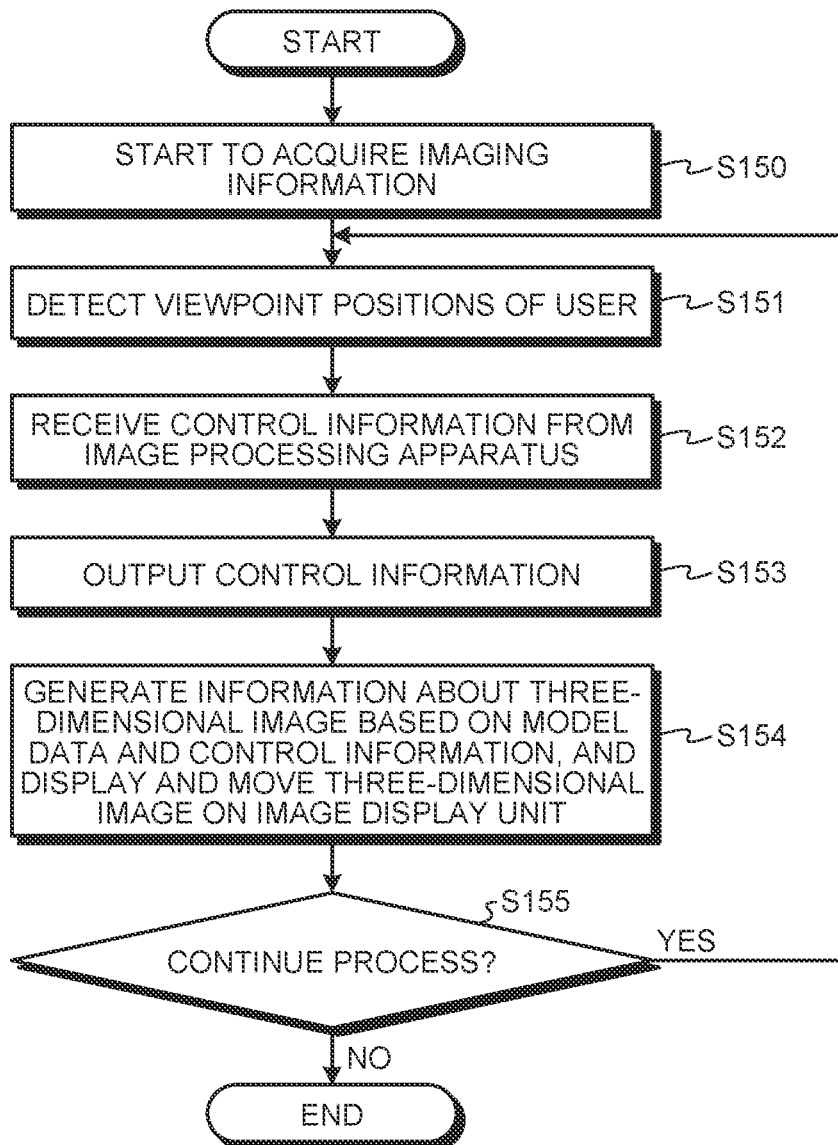 START
START TO ACQUIRE IMAGING
INFORMATION
S150
DETECT VIEWPOINT POSITIONS OF USER
S151
RECEIVE CONTROL INFORMATION FROM
IMAGE PROCESSING APPARATUS
S152
OUTPUT CONTROL INFORMATION
S153
GENERATE INFORMATION ABOUT THREE-
DIMENSIONAL IMAGE BASED ON MODEL
DATA AND CONTROL INFORMATION, AND
DISPLAY AND MOVE THREE-DIMENSIONAL
IMAGE ON IMAGE DISPLAY UNIT
S154
S155
CONTINUE PROCESS?
YES
NO
END